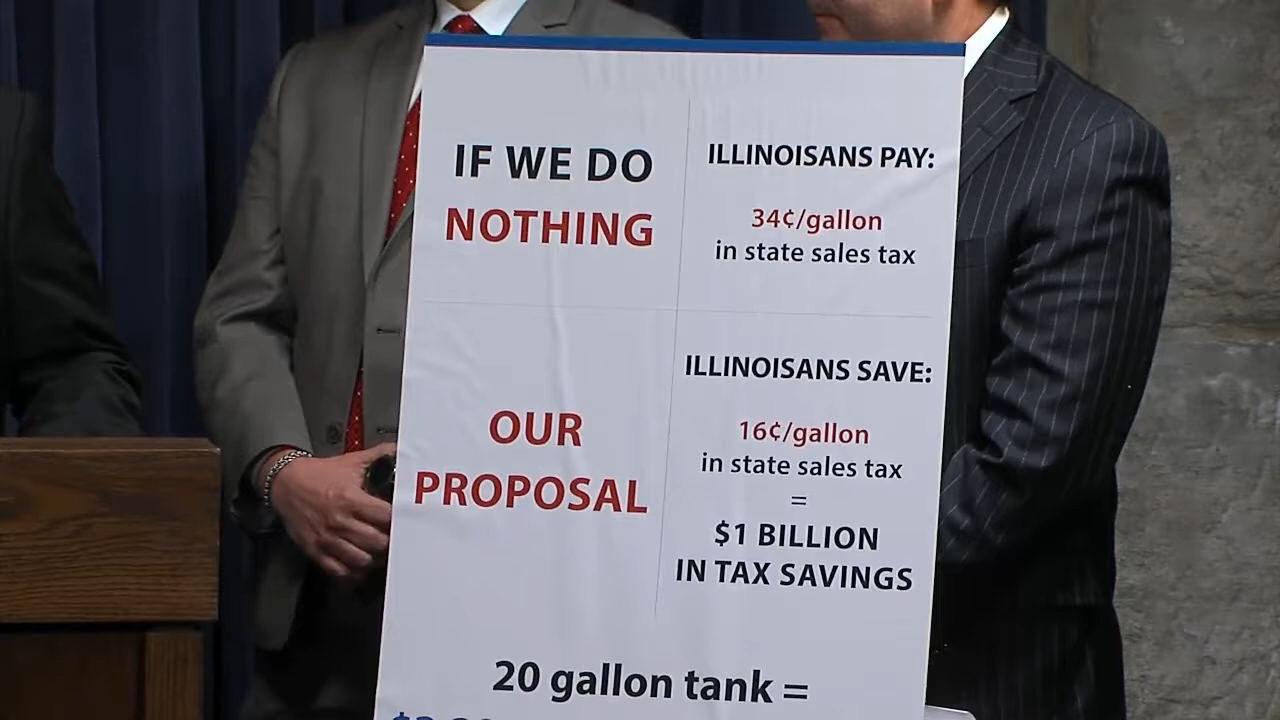 IF WE DO
NOTHING
ILLINOISANS PAY:
34¢/gallon
in state sales tax
OUR
PROPOSAL
ILLINOISANS SAVE:
16¢/gallon
in state sales tax
=
$1 BILLION
IN TAX SAVINGS
20 gallon tank =